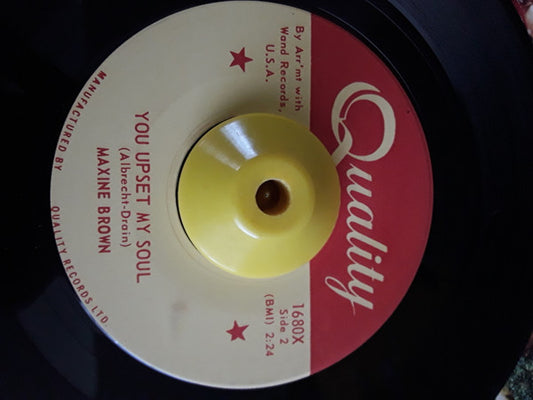 Quality
By Arr'mt with
Wand Records,
U.S.A.
1680X
Side 2
(BMI) 2:24
YOU UPSET MY SOUL
(Albrecht-Drain)
MAXINE BROWN
MANUFACTURED BY QUALITY RECORDS LTD